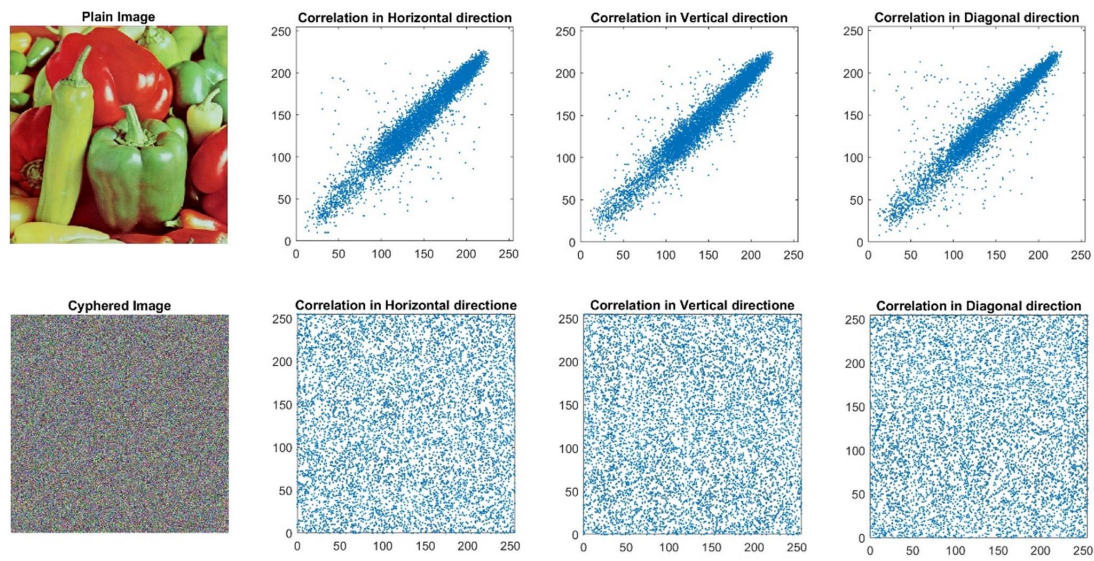 Plain Image
Correlation in Horizontal direction
Correlation in Vertical direction
Correlation in Diagonal direction
250
200
150
100
50
0
0 50 100 150 200 250
250
200
150
100
50
0
0 50 100 150 200 250
250
200
150
100
50
0
0 50 100 150 200 250
Cyphered Image
Correlation in Horizontal directione
Correlation in Vertical directione
Correlation in Diagonal direction
250
200
150
100
50
0
0 50 100 150 200 250
250
200
150
100
50
0
0 50 100 150 200 250
250
200
150
100
50
0
0 50 100 150 200 250